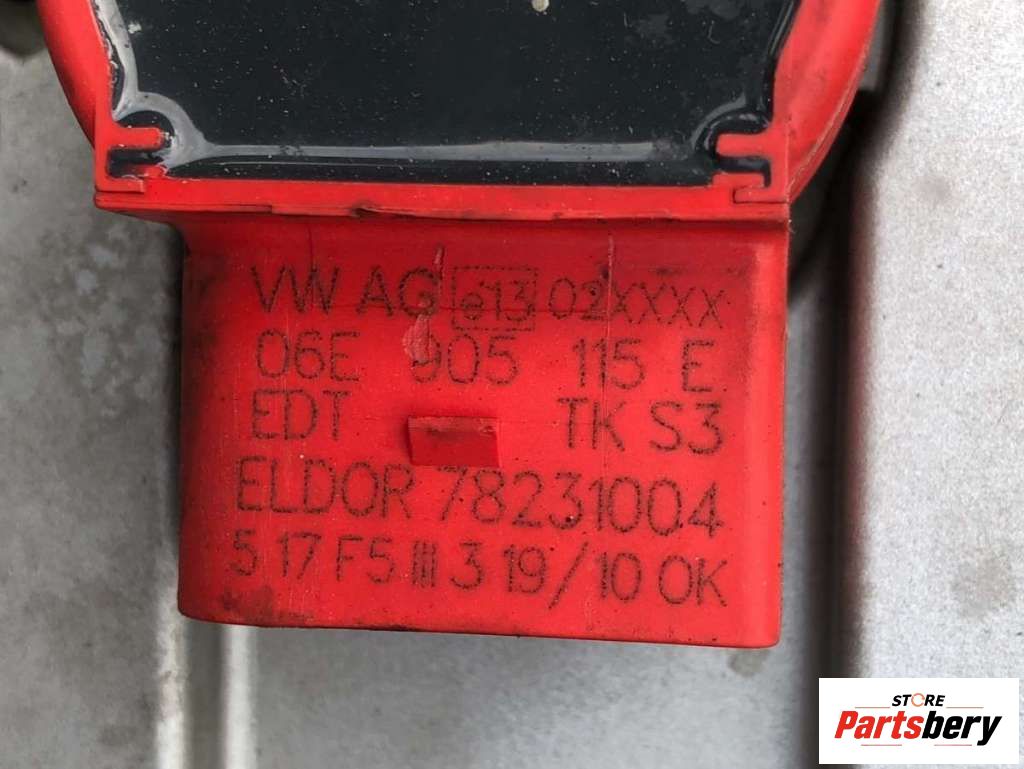 VW AG e13 02XXXX
06E 905 115 E
EDT TK S3
ELDOR 78231004
5 17 F5 III 3 19/10 OK
STORE
Partsbery